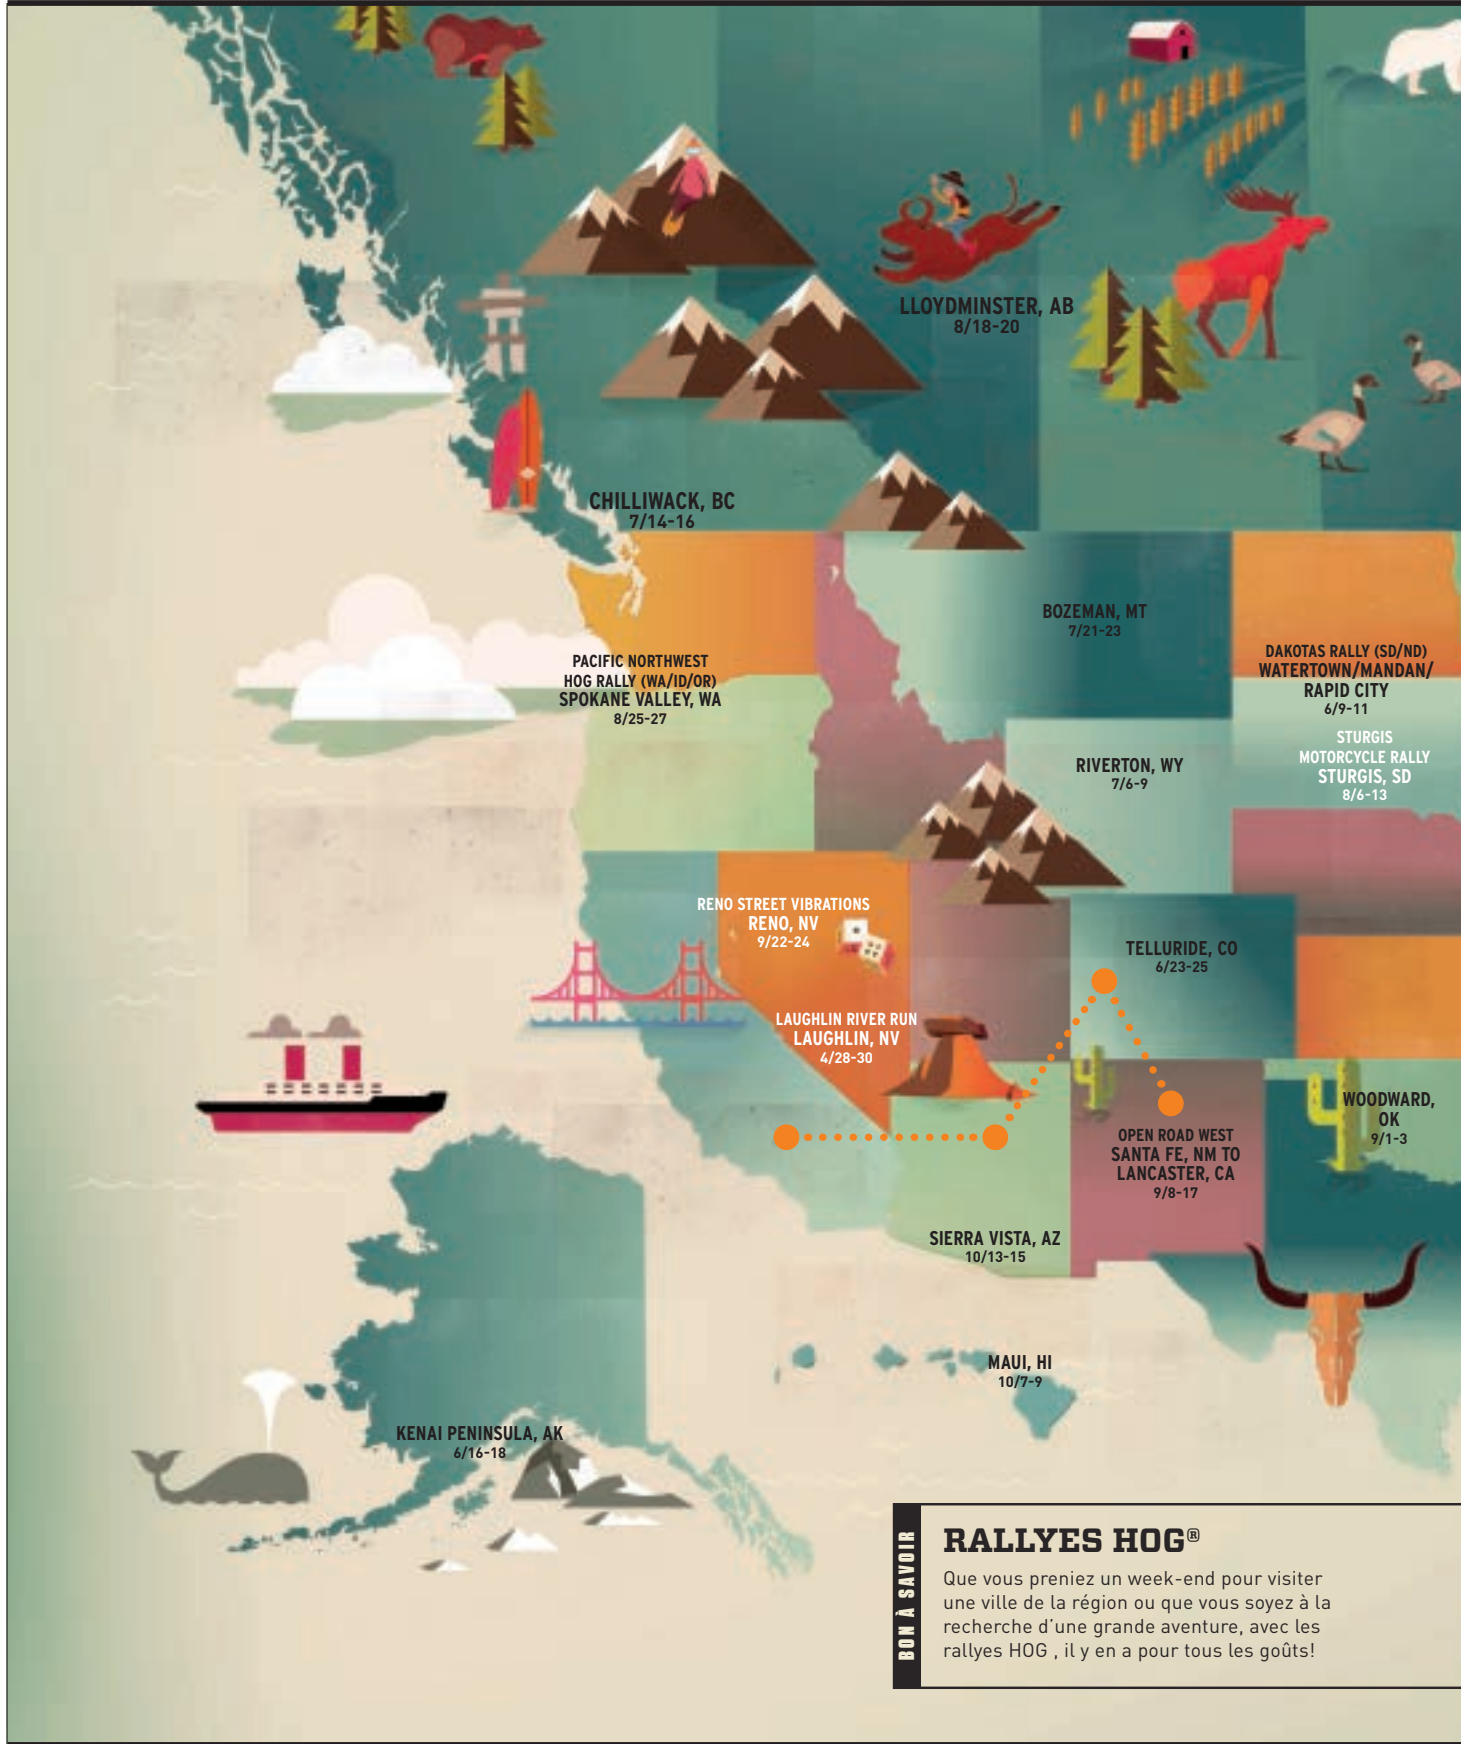 LLOYDMINSTER, AB
8/18-20
CHILLIWACK, BC
7/14-16
BOZEMAN, MT
7/21-23
PACIFIC NORTHWEST
HOG RALLY (WA/ID/OR)
SPOKANE VALLEY, WA
8/25-27
DAKOTAS RALLY (SD/ND)
WATERTOWN/MANDAN/
RAPID CITY
6/9-11
STURGIS
MOTORCYCLE RALLY
STURGIS, SD
8/6-13
RIVERTON, WY
7/6-9
RENO STREET VIBRATIONS
RENO, NV
9/22-24
TELLURIDE, CO
6/23-25
LAUGHLIN RIVER RUN
LAUGHLIN, NV
4/28-30
WOODWARD,
OK
9/1-3
OPEN ROAD WEST
SANTA FE, NM TO
LANCASTER, CA
9/8-17
SIERRA VISTA, AZ
10/13-15
MAUI, HI
10/7-9
KENAI PENINSULA, AK
6/16-18
BON À SAVOIR
RALLYES HOG®
Que vous preniez un week-end pour visiter
une ville de la région ou que vous soyez à la
recherche d'une grande aventure, avec les
rallyes HOG , il y en a pour tous les goûts!